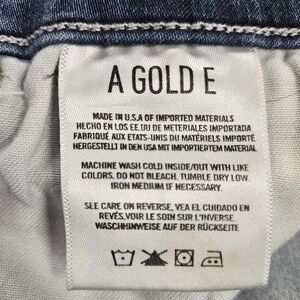 A GOLD E
MADE IN U.S.A OF IMPORTED MATERIALS
HECHO EN LOS EE.UU DE METERIALES IMPORTADA
FABRIQUÉ AUX ETATS-UNIS DU MATÉRIELS IMPORTÉS
HERGESTELLT IN DEN USA MIT IMPORTIERTEM MATERIAL
MACHINE WASH COLD INSIDE/OUT WITH LIKE
COLORS. DO NOT BLEACH. TUMBLE DRY LOW.
IRON MEDIUM IF NECESSARY.
SEE CARE ON REVERSE, VEA EL CUIDADO EN
REVÉS, VOIR LE SOIN SUR L'INVERSE
WASCHHINWEISE AUF DER RÜCKSEITE